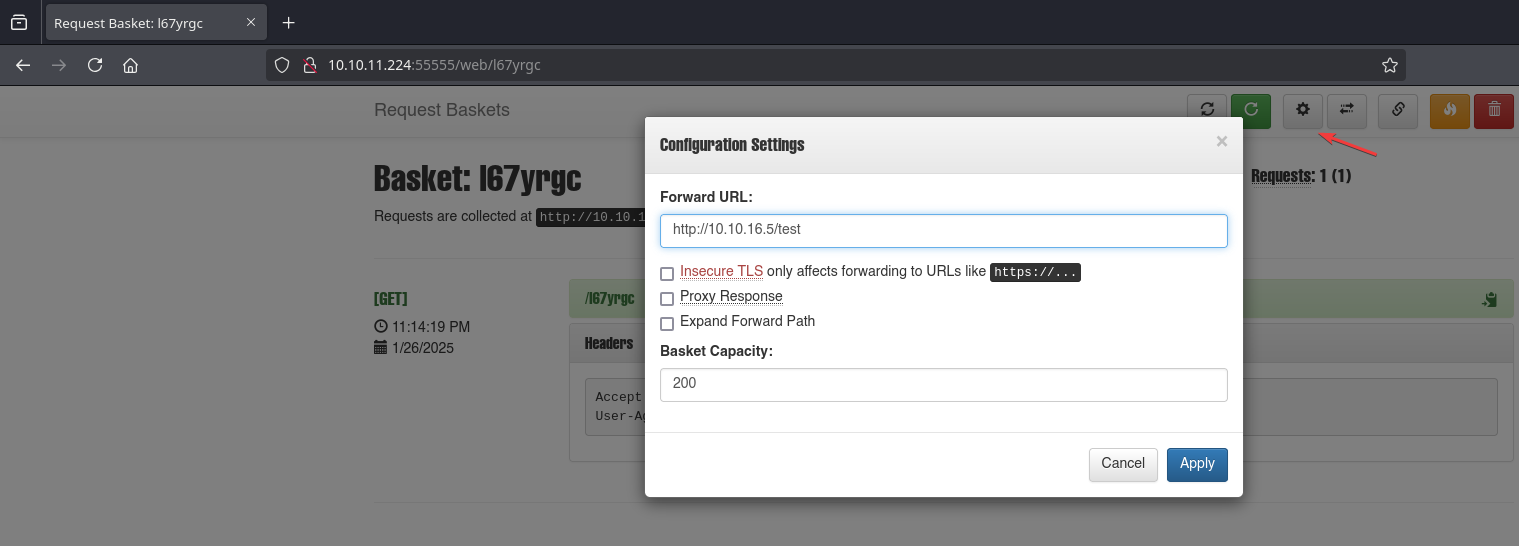 Request Basket: l67yrgc
10.10.11.224:55555/web/l67yrgc
Request Baskets
Configuration Settings
Basket: l67yrgc
Requests: 1 (1)
Requests are collected at http://10.10.1
Forward URL:
http://10.10.16.5/test
Insecure TLS only affects forwarding to URLs like https://...
Proxy Response
Expand Forward Path
Basket Capacity:
200
Cancel Apply
[GET]
11:14:19 PM
1/26/2025
/l67yrgc
Headers
Accept
User-Ag